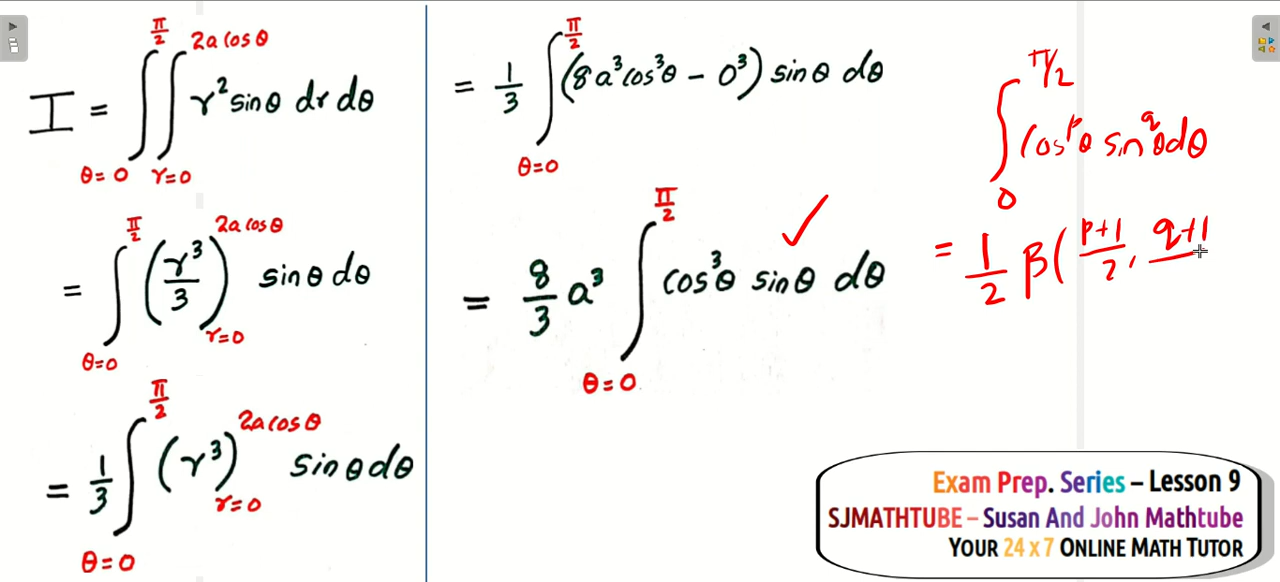 I = ∫_{θ=0}^{π/2} ∫_{r=0}^{2a cos θ} r² sin θ dr dθ
= ∫_{θ=0}^{π/2} (r³/3)_{r=0}^{2a cos θ} sin θ dθ
= 1/3 ∫_{θ=0}^{π/2} (r³)_{r=0}^{2a cos θ} sin θ dθ
= 1/3 ∫_{θ=0}^{π/2} (8a³cos³θ – 0³) sin θ dθ
= 8/3 a³ ∫_{θ=0}^{π/2} cos³θ sin θ dθ ✓
∫_0^{π/2} cos^p θ sin^q θ dθ
= 1/2 β( p+1/2, q+1
Exam Prep. Series – Lesson 9
SJMATHTUBE – Susan And John Mathtube
YOUR 24 x 7 ONLINE MATH TUTOR